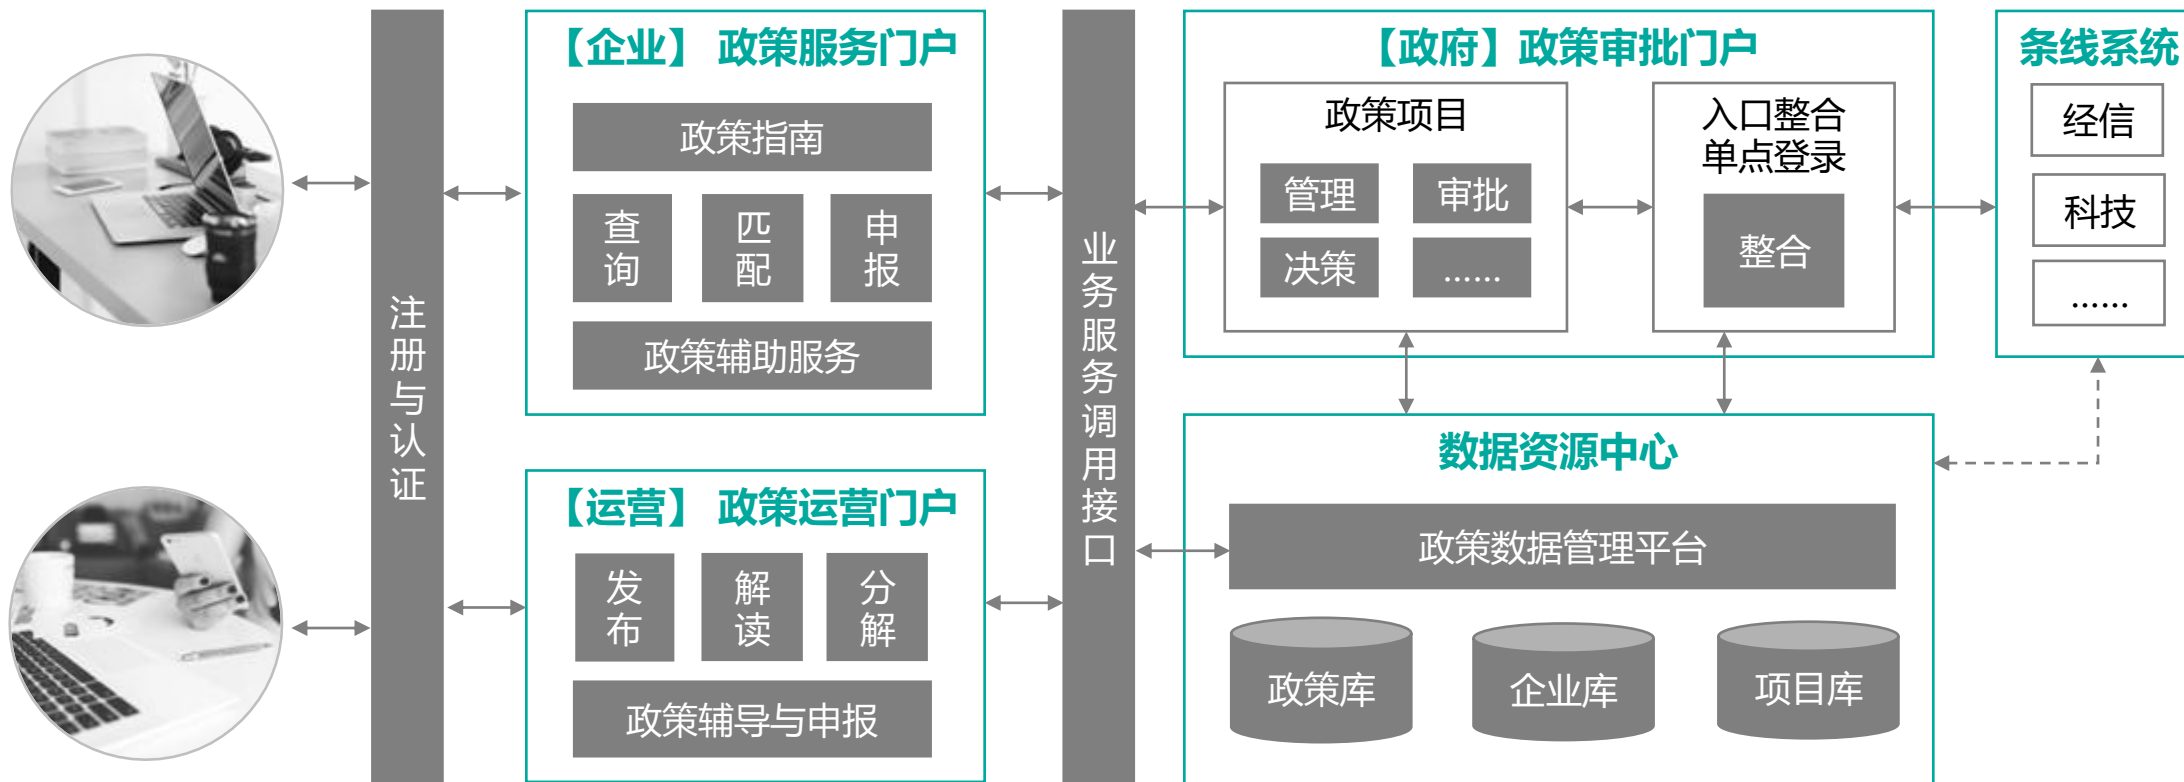 注册与认证
【企业】 政策服务门户
政策指南
查询
匹配
申报
政策辅助服务
【运营】 政策运营门户
发布
解读
分解
政策辅导与申报
业务服务调用接口
【政府】政策审批门户
政策项目
管理
审批
决策
......
入口整合
单点登录
整合
条线系统
经信
科技
......
数据资源中心
政策数据管理平台
政策库
企业库
项目库